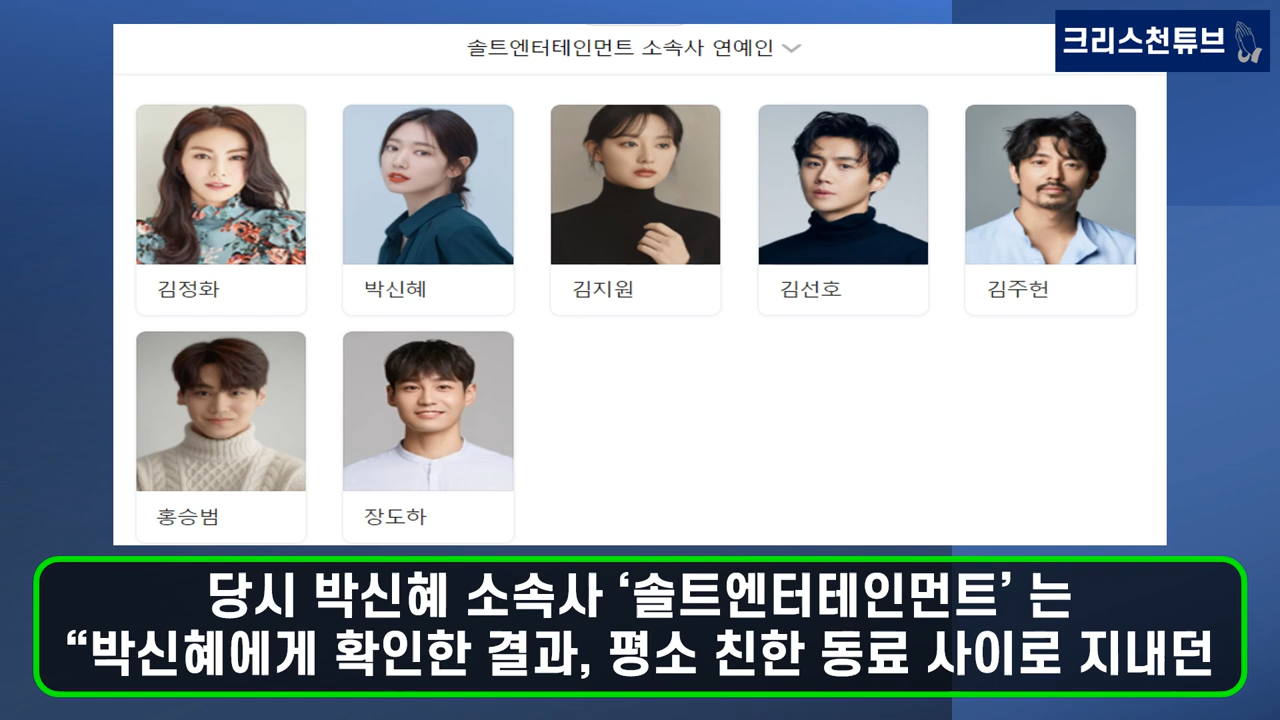 크리스천튜브
솔트엔터테인먼트 소속사 연예인
김정화
박신혜
김지원
김선호
김주헌
홍승범
장도하
당시 박신혜 소속사 ‘솔트엔터테인먼트’ 는
“박신혜에게 확인한 결과, 평소 친한 동료 사이로 지내던